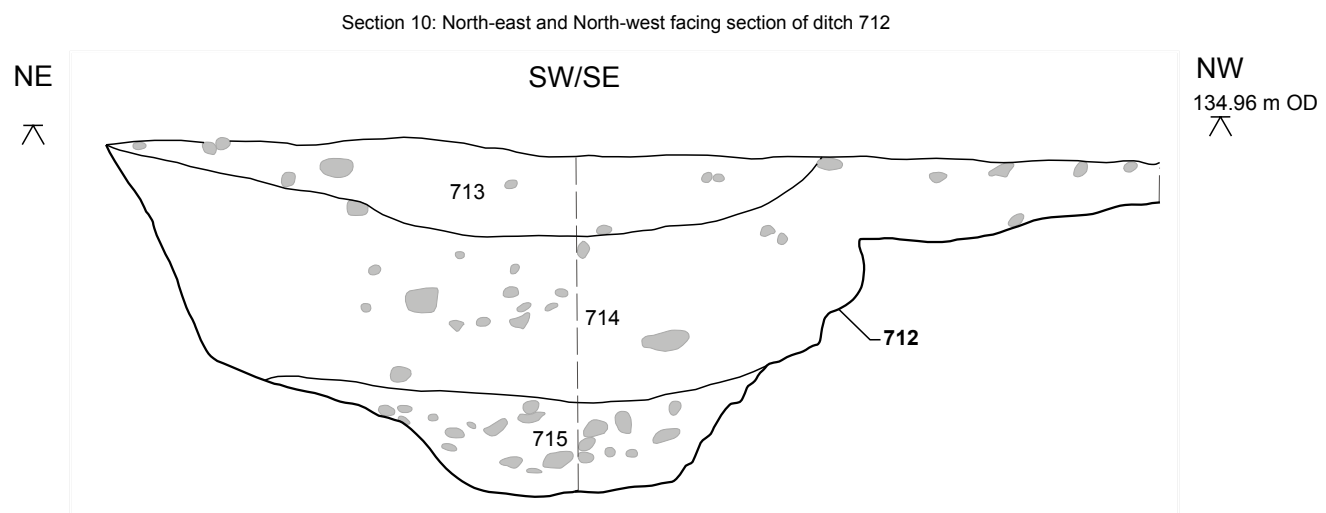 Section 10: North-east and North-west facing section of ditch 712
NE
SW/SE
NW
134.96 m OD
713
714
712
715